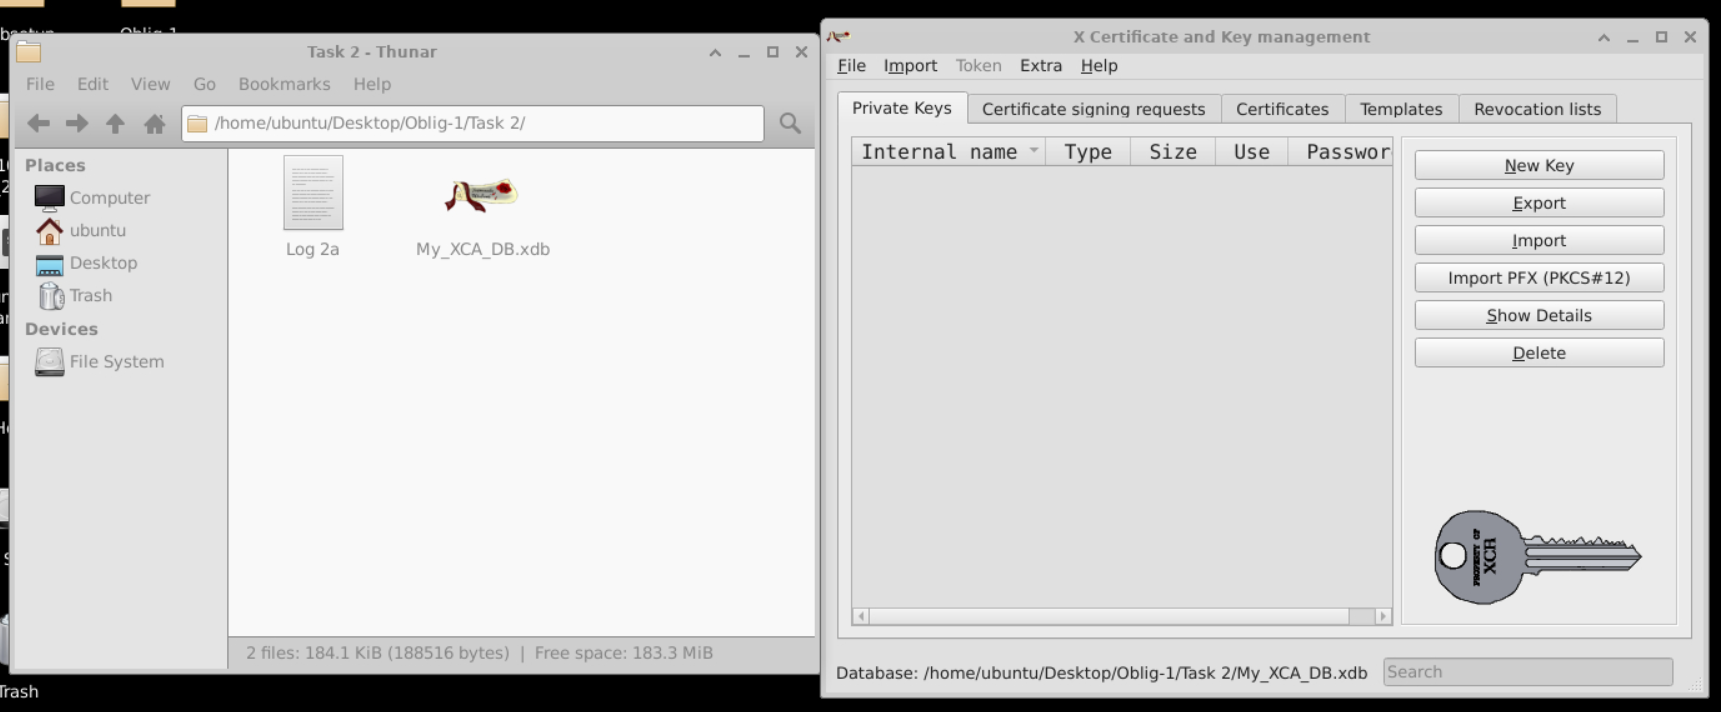 Task 2 - Thunar
File Edit View Go Bookmarks Help
/home/ubuntu/Desktop/Oblig-1/Task 2/
Places
Computer
ubuntu
Desktop
Trash
Devices
File System
Log 2a
My_XCA_DB.xdb
2 files: 184.1 KiB (188516 bytes) | Free space: 183.3 MiB
Trash
X Certificate and Key management
File Import Token Extra Help
Private Keys Certificate signing requests Certificates Templates Revocation lists
Internal name Type Size Use Passwor
New Key
Export
Import
Import PFX (PKCS#12)
Show Details
Delete
PROPERTY OF
XCA
Database: /home/ubuntu/Desktop/Oblig-1/Task 2/My_XCA_DB.xdb
Search